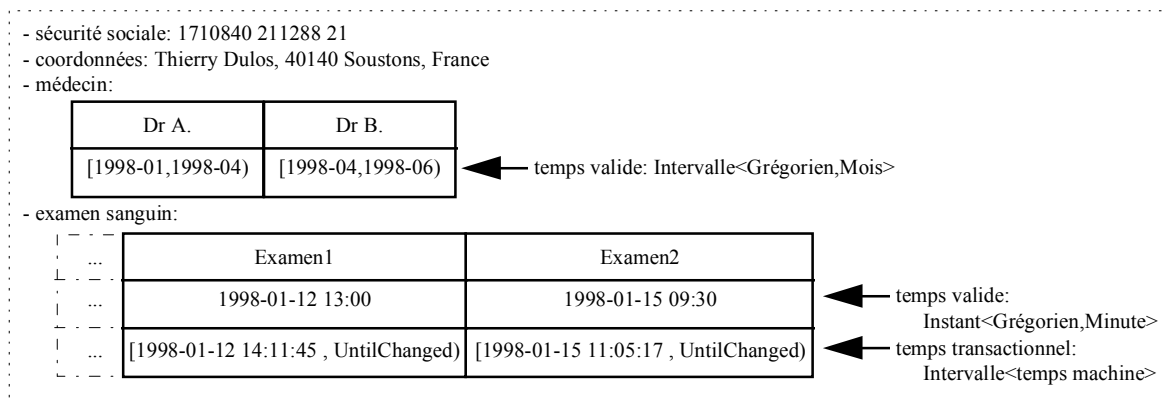 - sécurité sociale: 1710840 211288 21
- coordonnées: Thierry Dulos, 40140 Soustons, France
- médecin:
Dr A. Dr B.
[1998-01,1998-04) [1998-04,1998-06) temps valide: Intervalle<Grégorien,Mois>
- examen sanguin:
... Examen1 Examen2
... 1998-01-12 13:00 1998-01-15 09:30 temps valide:
Instant<Grégorien,Minute>
... [1998-01-12 14:11:45 , UntilChanged) [1998-01-15 11:05:17 , UntilChanged) temps transactionnel:
Intervalle<temps machine>